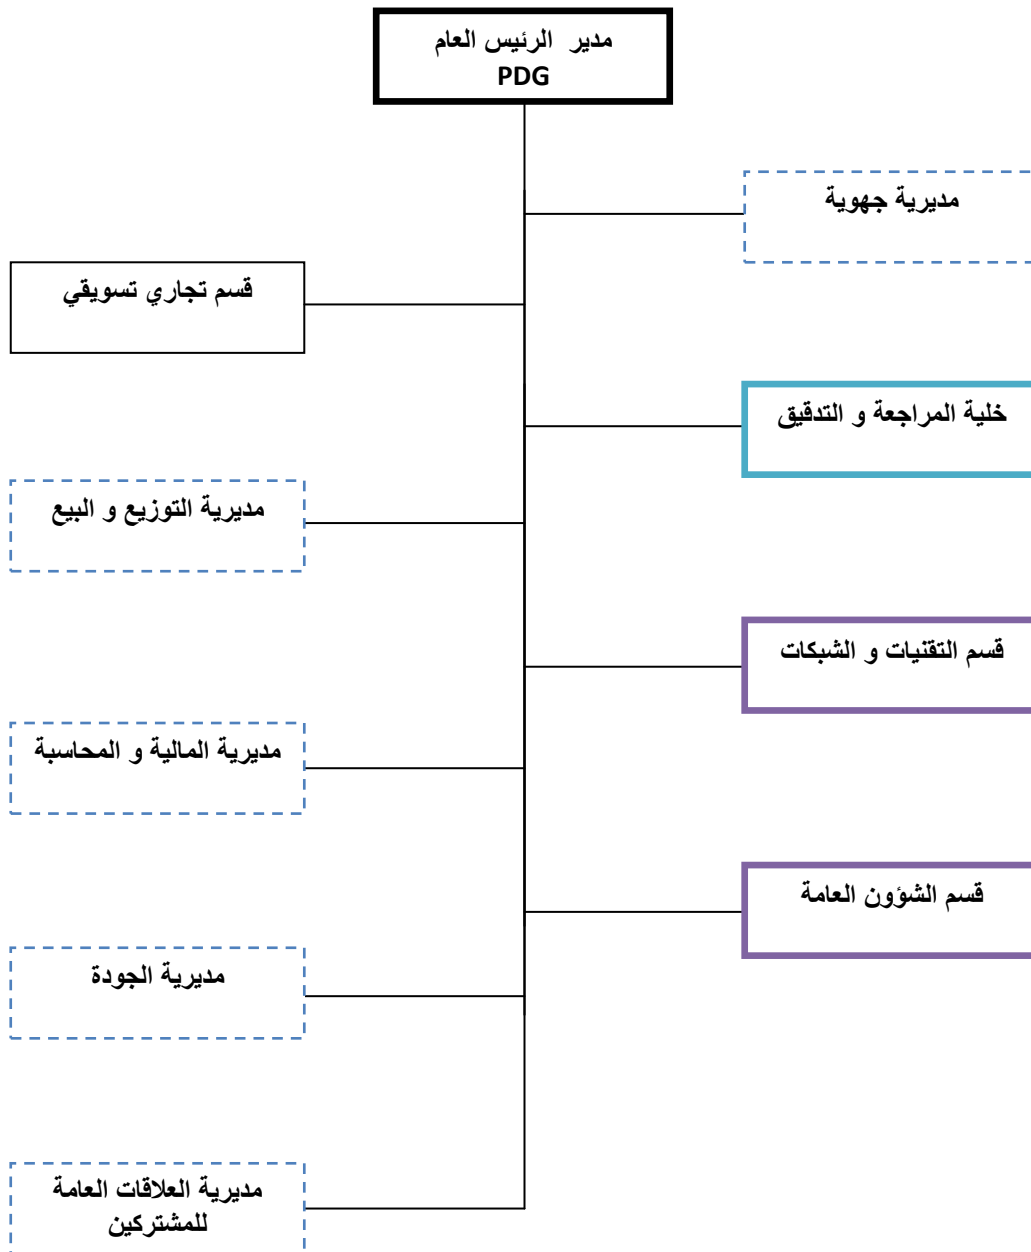 مدير الرئيس العام
PDG
مديرية جهوية
قسم تجاري تسويقي
خلية المراجعة و التدقيق
مديرية التوزيع و البيع
قسم التقنيات و الشبكات
مديرية المالية و المحاسبة
قسم الشؤون العامة
مديرية الجودة
مديرية العلاقات العامة
للمشتركين